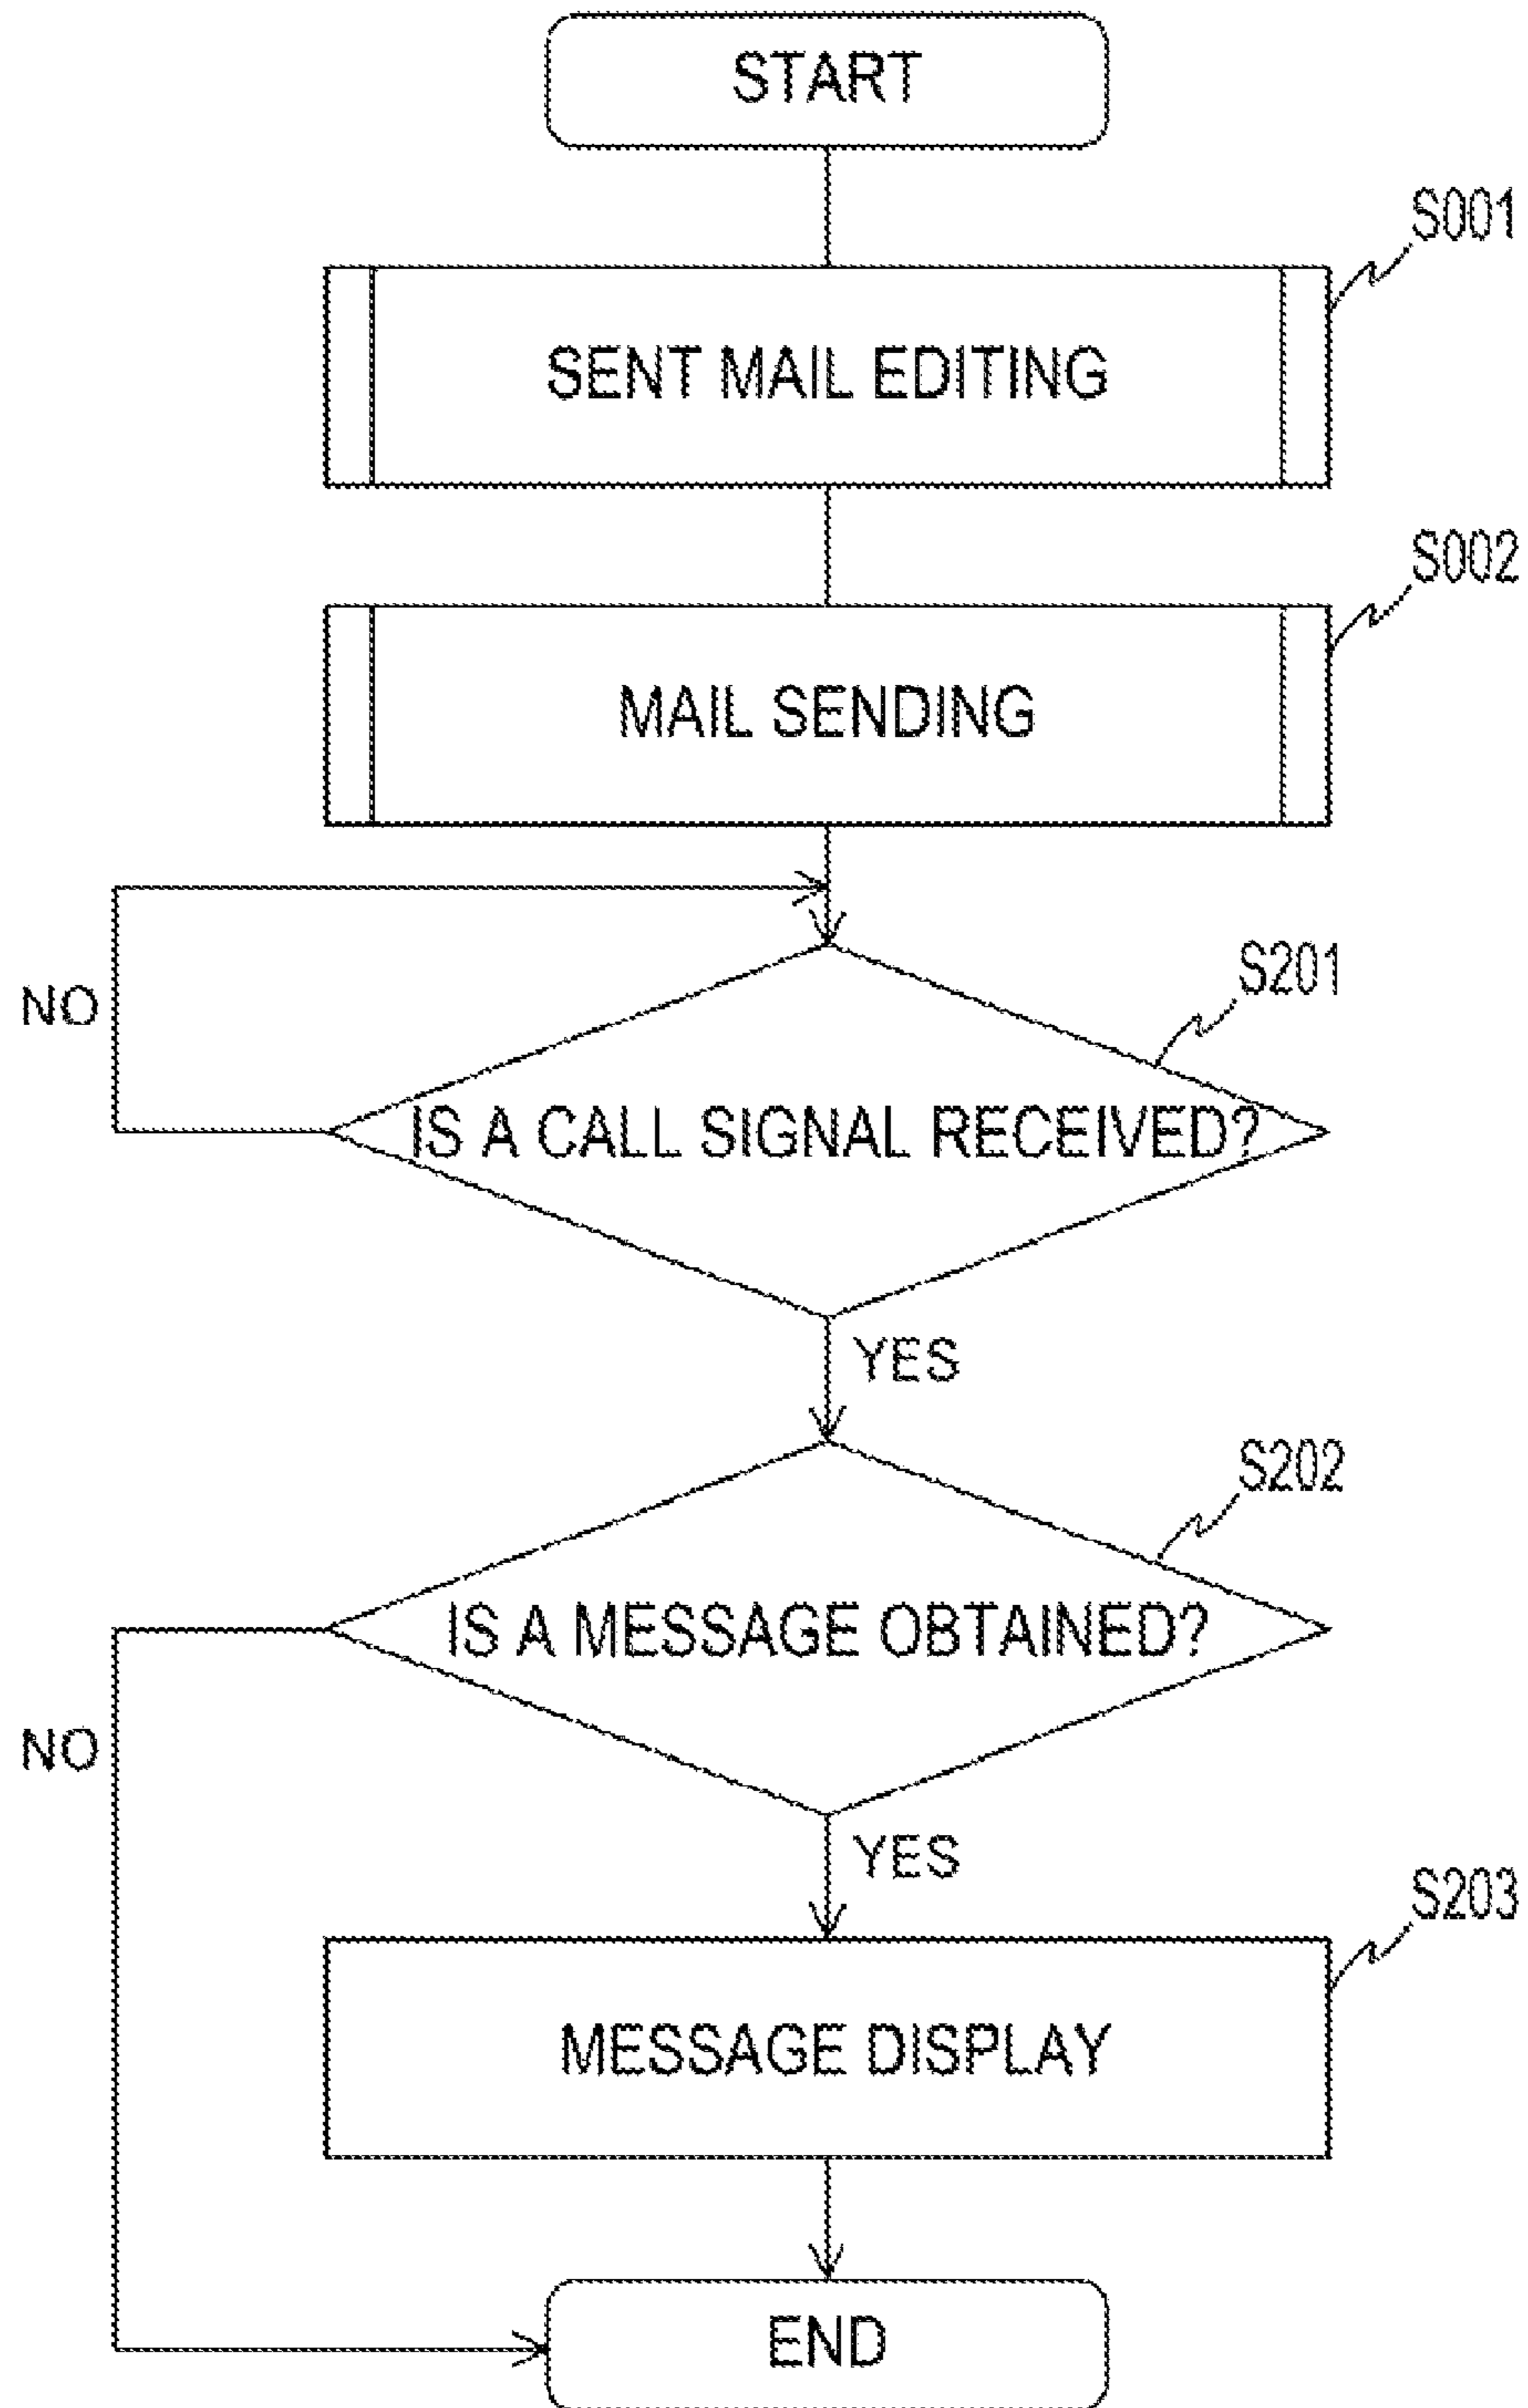 START
S001
SENT MAIL EDITING
S002
MAIL SENDING
S201
NO
IS A CALL SIGNAL RECEIVED?
YES
S202
IS A MESSAGE OBTAINED?
NO
YES
S203
MESSAGE DISPLAY
END